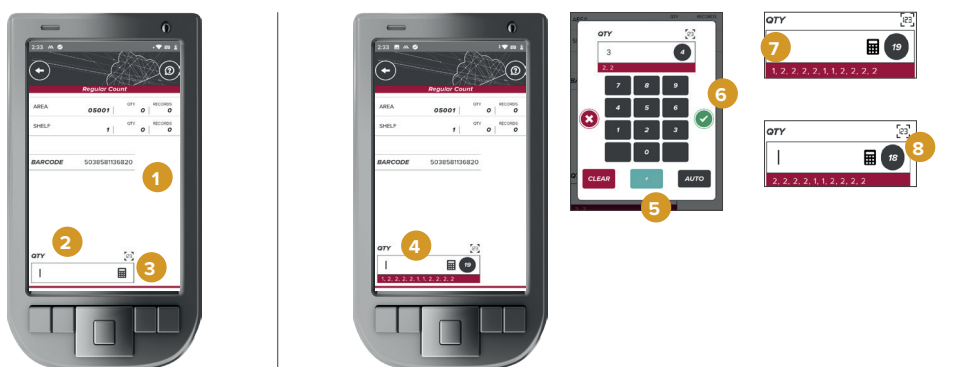 2:33
Regular Count
AREA 05001 QTY 0 RECORDS 0
SHELF 1 QTY 0 RECORDS 0
BARCODE 5038581136820
1
2
QTY
3
2:33
Regular Count
AREA 05001 QTY 0 RECORDS 0
SHELF 1 QTY 0 RECORDS 0
BARCODE 5038581136820
4
QTY
19
1, 2, 2, 2, 2, 1, 1, 2, 2, 2, 2
QTY RECORDS
QTY
3 4
2, 2
7 8 9
4 5 6
1 2 3
0
CLEAR + AUTO
5
6
QTY 123
7
19
1, 2, 2, 2, 2, 1, 1, 2, 2, 2, 2
QTY 123
8
18
2, 2, 2, 2, 1, 1, 2, 2, 2, 2